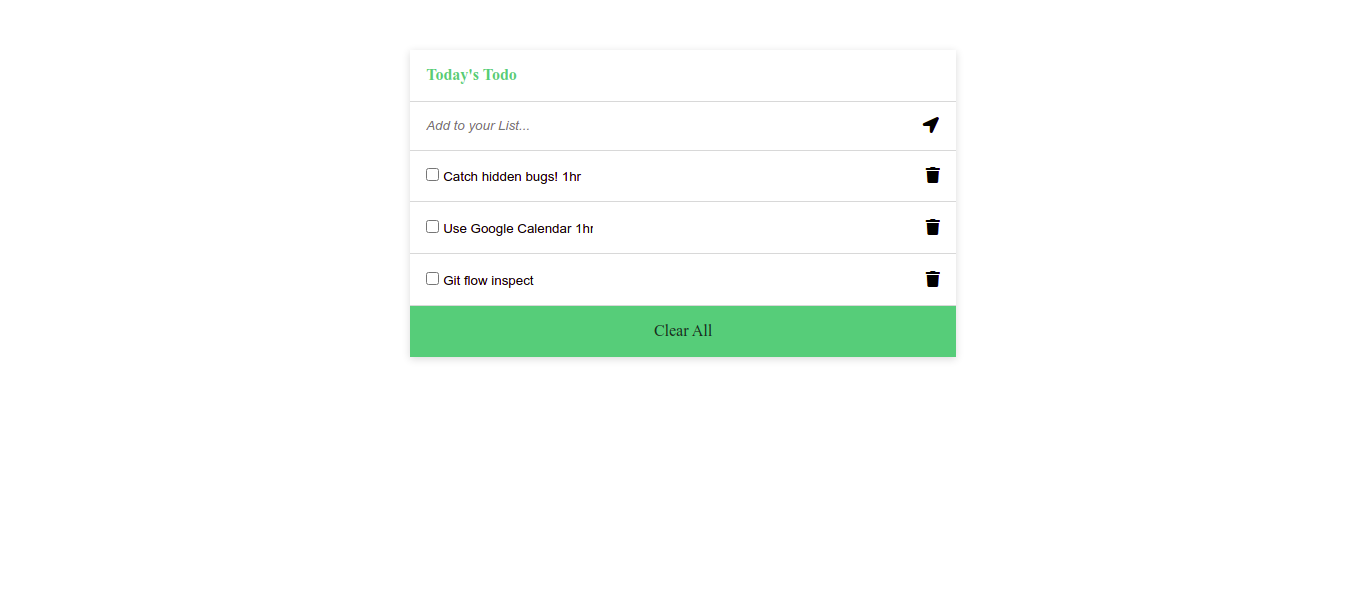 Today's Todo
Add to your List...
Catch hidden bugs! 1hr
Use Google Calendar 1hr
Git flow inspect
Clear All